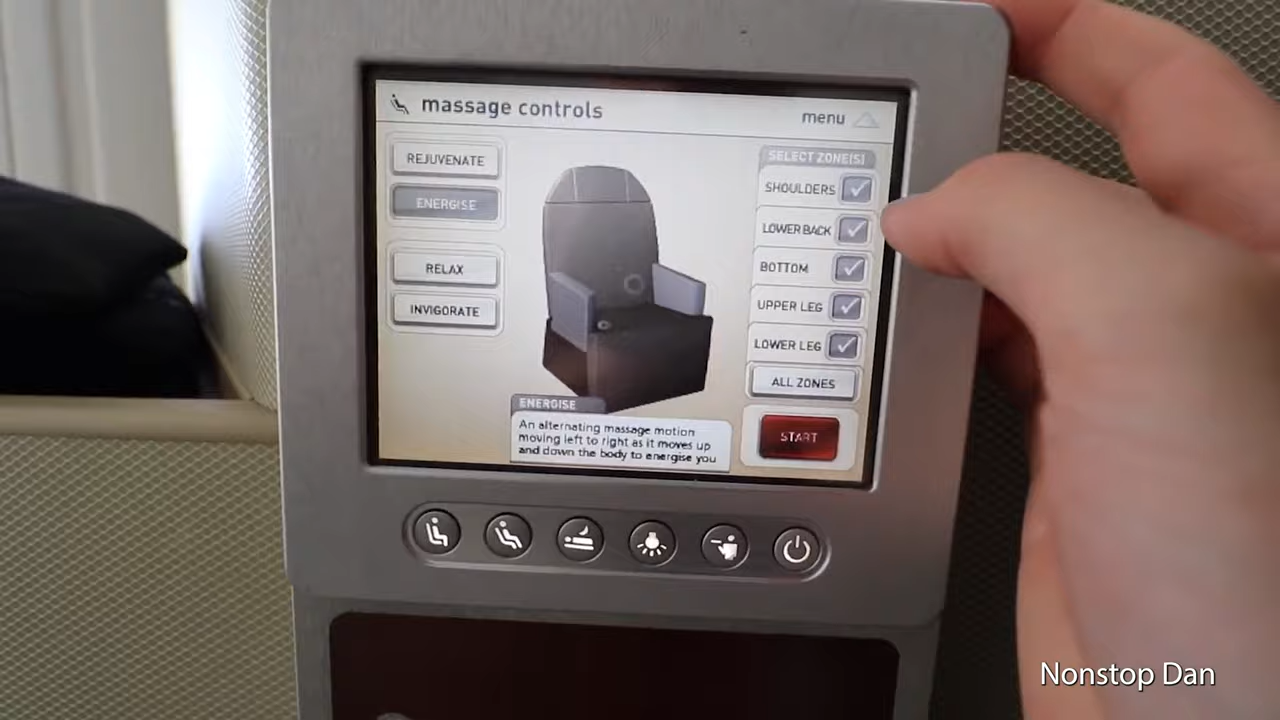 massage controls
menu
REJUVENATE
ENERGISE
RELAX
INVIGORATE
SELECT ZONE(S)
SHOULDERS
LOWER BACK
BOTTOM
UPPER LEG
LOWER LEG
ALL ZONES
START
ENERGISE
An alternating massage motion
moving left to right as it moves up
and down the body to energise you
Nonstop Dan